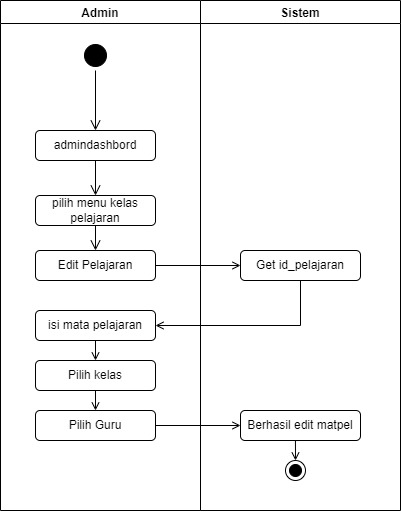 Admin
Sistem
admindashbord
pilih menu kelas
pelajaran
Edit Pelajaran
Get id_pelajaran
isi mata pelajaran
Pilih kelas
Pilih Guru
Berhasil edit matpel